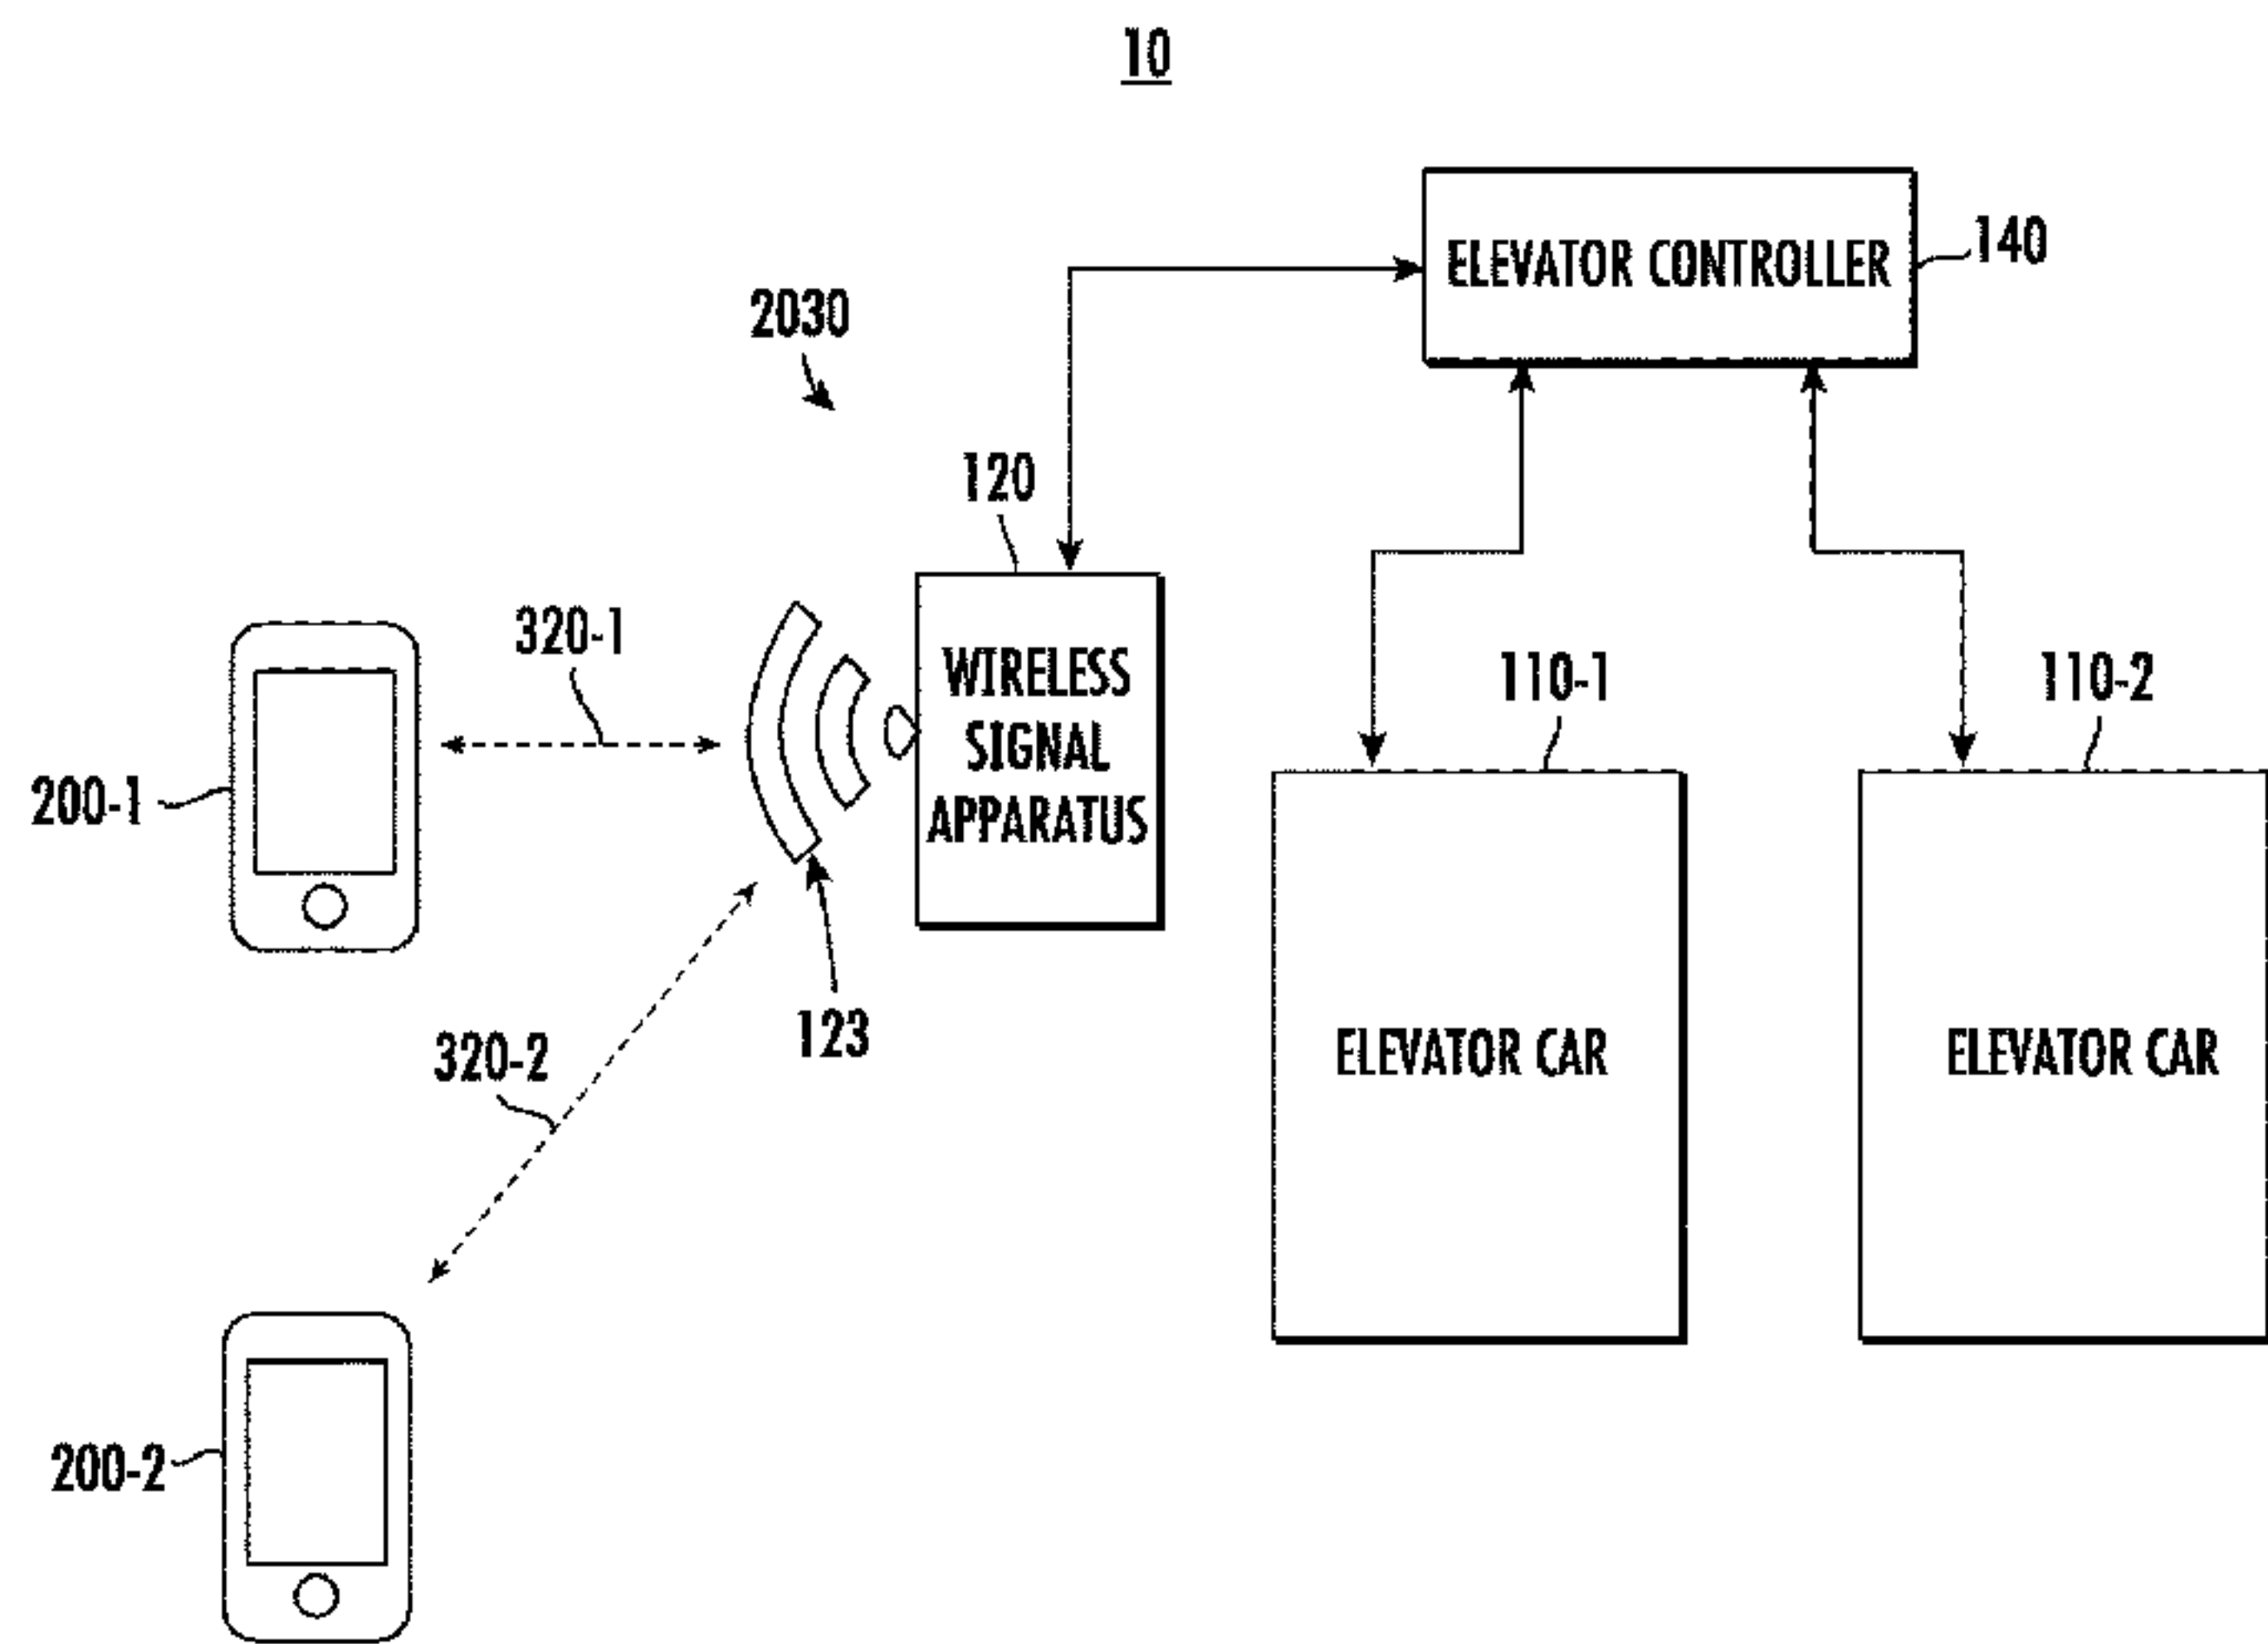 10
ELEVATOR CONTROLLER
140
2030
120
320-1
WIRELESS
SIGNAL
APPARATUS
110-1
110-2
200-1
123
320-2
ELEVATOR CAR
ELEVATOR CAR
200-2